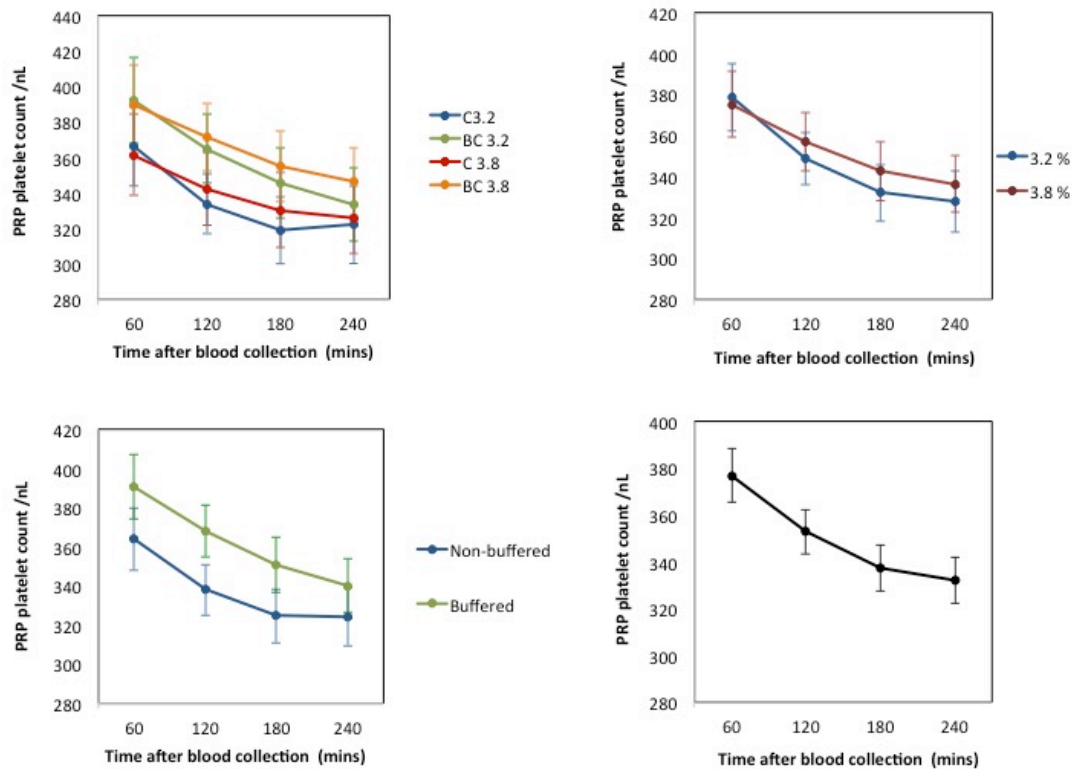 440
420
400
380
360
340
320
300
280
PRP platelet count /nL
60 120 180 240
Time after blood collection (mins)
C3.2
BC 3.2
C 3.8
BC 3.8
420
400
380
360
340
320
300
280
PRP platelet count /nL
60 120 180 240
Time after blood collection (mins)
3.2 %
3.8 %
420
400
380
360
340
320
300
280
PRP platelet count /nL
60 120 180 240
Time after blood collection (mins)
Non-buffered
Buffered
400
380
360
340
320
300
280
PRP platelet count /nL
60 120 180 240
Time after blood collection (mins)